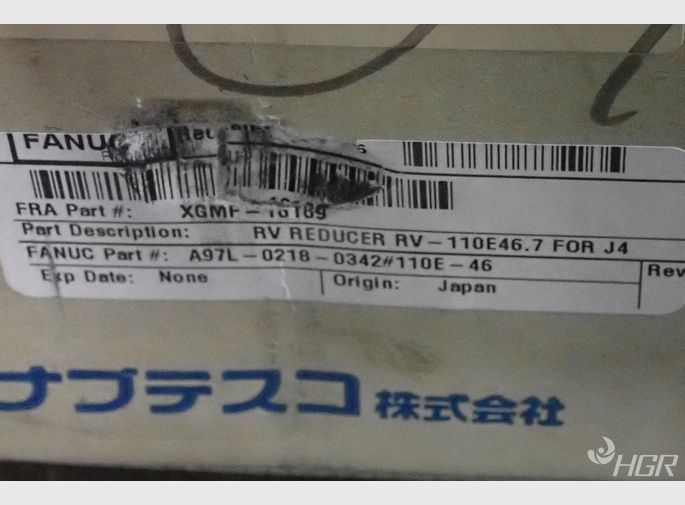 FANUC
FRA Part #: XGMF-16169
Part Description: RV REDUCER RV-110E46.7 FOR J4
FANUC Part #: A97L-0218-0342#110E-46
Rev
Exp Date: None
Origin: Japan
ナブテスコ株式会社
HGR